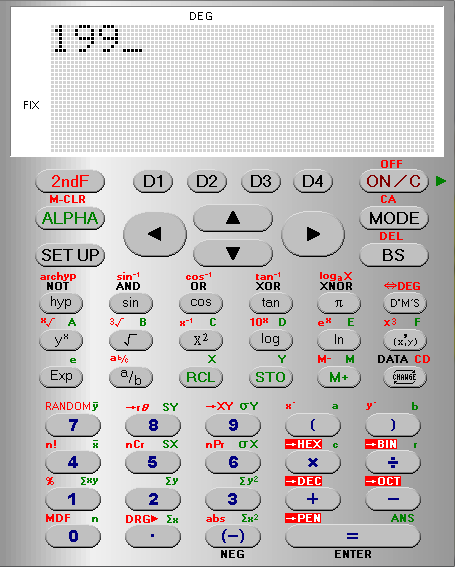 DEG
199_
FIX
OFF
2ndF D1 D2 D3 D4 ON/C
M-CLR CA
ALPHA ◀ ▲ ▶ MODE
DEL
SET UP ▼ BS
archyp sin⁻¹ cos⁻¹ tan⁻¹ logₐX ⇔DEG
NOT AND OR XOR XNOR
hyp sin cos tan π D°M'S
ˣ√ A ³√ B x⁻¹ C 10ˣ D eˣ E x³ F
yˣ √ X² log ln (x,y)
e ab/c X Y M- M DATA CD
Exp a/b RCL STO M+ CHANGE
RANDOM ȳ →rθ SY →XY σY x' a y' b
7 8 9 ( )
n! x̄ nCr SX nPr σX →HEX c →BIN r
4 5 6 × ÷
% Σxy Σy Σy² →DEC →OCT
1 2 3 + −
MDF n DRG▶ Σx abs Σx² →PEN ANS
0 · (−) =
NEG ENTER